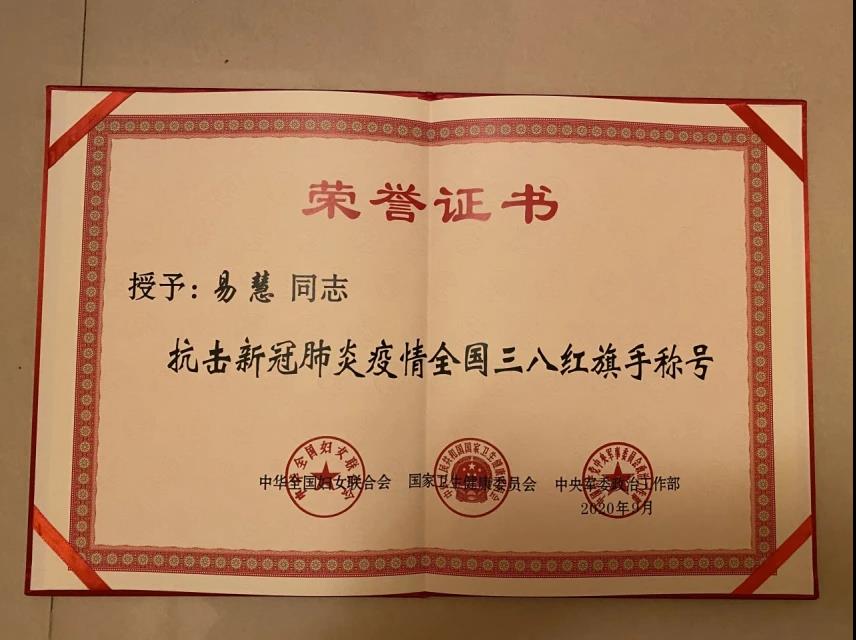 荣誉证书
授予：易慧 同志
抗击新冠肺炎疫情全国三八红旗手称号
中华全国妇女联合会 国家卫生健康委员会 中央军委政治工作部
2020年9月